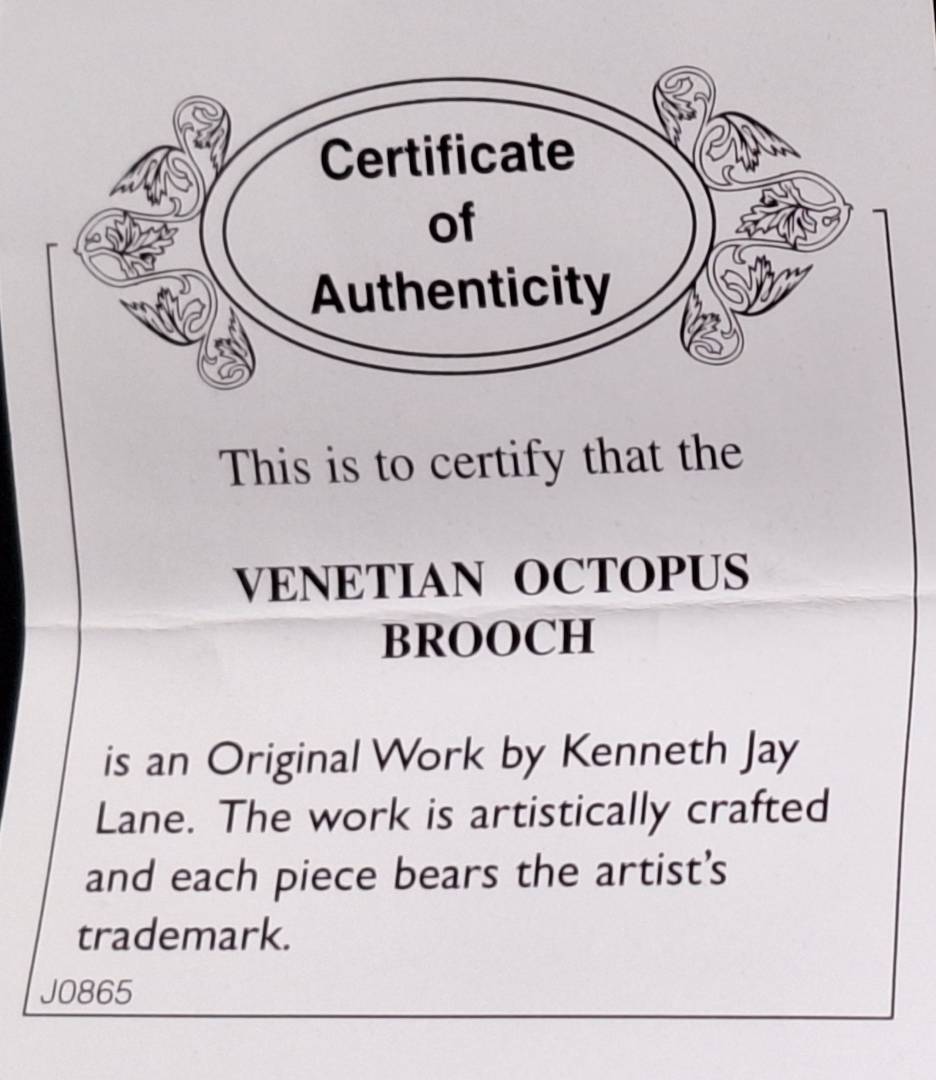 Certificate
of
Authenticity
This is to certify that the
VENETIAN OCTOPUS
BROOCH
is an Original Work by Kenneth Jay
Lane. The work is artistically crafted
and each piece bears the artist's
trademark.
J0865